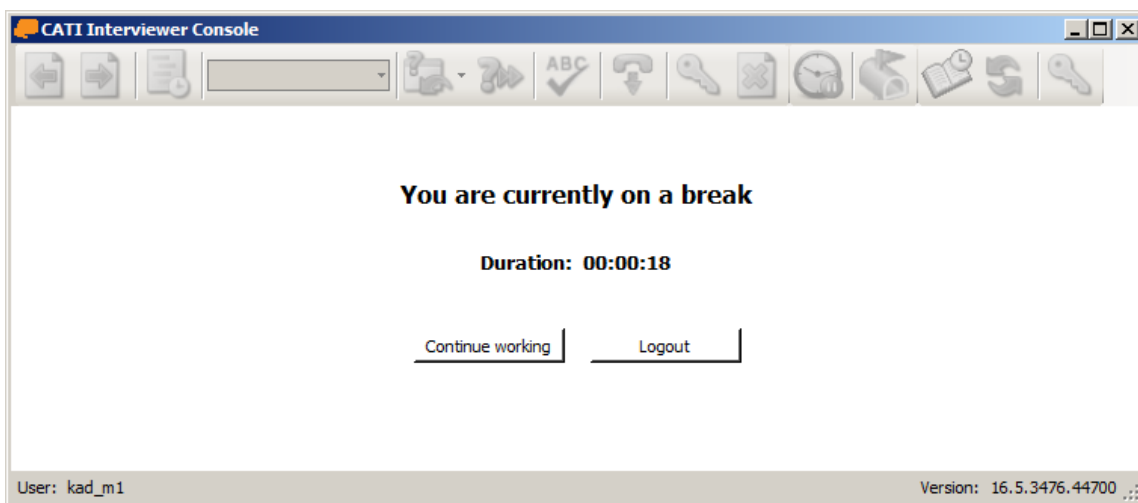 CATI Interviewer Console
ABC
You are currently on a break
Duration: 00:00:18
Continue working Logout
User: kad_m1 Version: 16.5.3476.44700